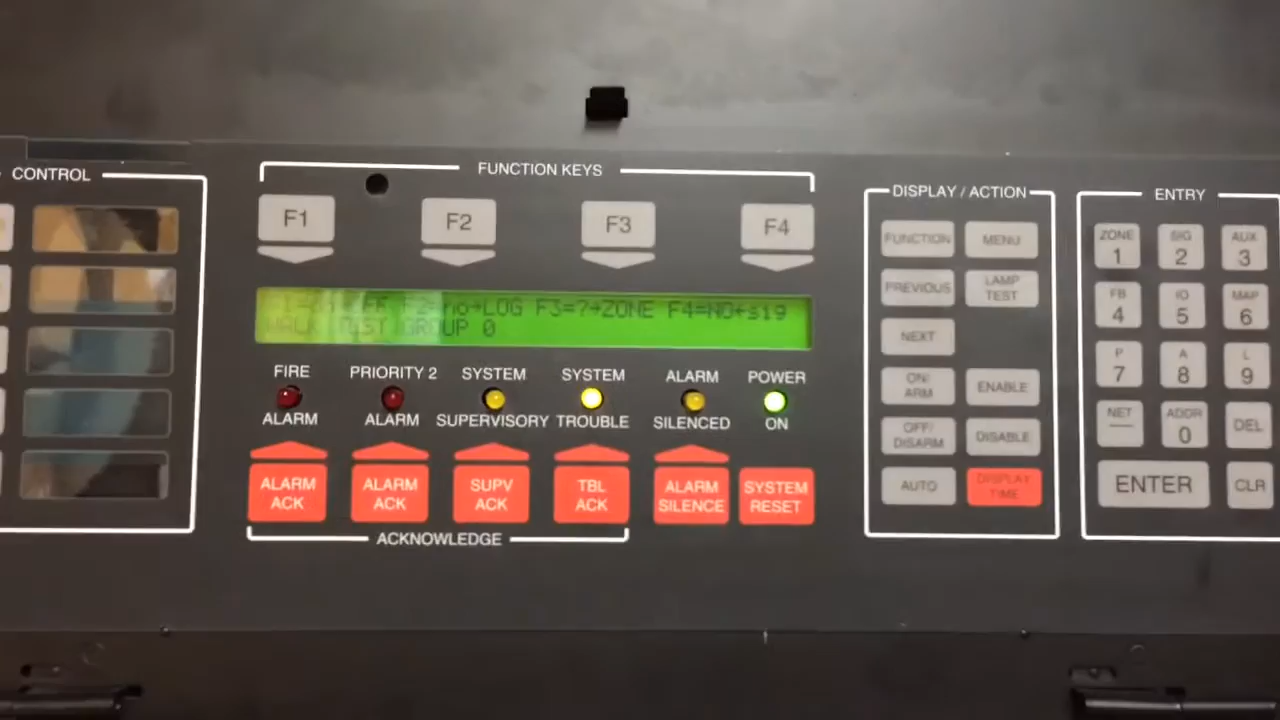 CONTROL
FUNCTION KEYS
F1
F2
F3
F4
F2=no→LOG F3=?→ZONE F4=NO→sig
WALK TEST GROUP 0
FIRE
ALARM
PRIORITY 2
ALARM
SYSTEM
SUPERVISORY
SYSTEM
TROUBLE
ALARM
SILENCED
POWER
ON
ALARM
ACK
ALARM
ACK
SUPV
ACK
TBL
ACK
ALARM
SILENCE
SYSTEM
RESET
ACKNOWLEDGE
DISPLAY / ACTION
FUNCTION
MENU
PREVIOUS
LAMP
TEST
NEXT
ON/
ARM
ENABLE
OFF/
DISARM
DISABLE
AUTO
DISPLAY
TIME
ENTRY
ZONE
1
SIG
2
AUX
3
FB
4
IO
5
MAP
6
P
7
A
8
L
9
NET
ADDR
0
DEL
ENTER
CLR